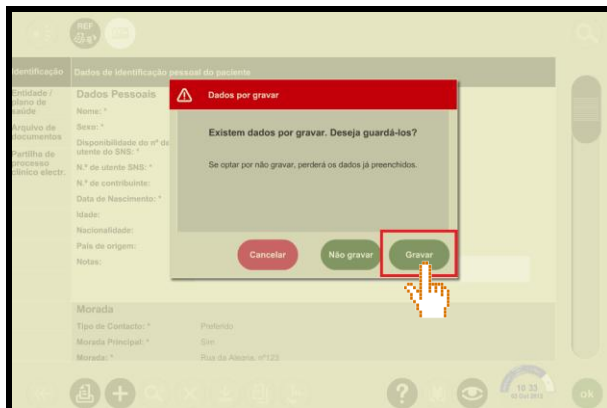 REF
Identificação
Dados de identificação pessoal do paciente
Entidade /
plano de
saúde
Arquivo de
documentos
Partilha de
processo
clínico electr.
Dados Pessoais
Nome: *
Sexo: *
Disponibilidade do nº de
utente do SNS: *
N.º de utente SNS: *
N.º de contribuinte:
Data de Nascimento: *
Idade:
Nacionalidade:
País de origem:
Notas:
Dados por gravar
Existem dados por gravar. Deseja guardá-los?
Se optar por não gravar, perderá os dados já preenchidos.
Cancelar
Não gravar
Gravar
Morada
Tipo de Contacto: * Preferido
Morada Principal: * Sim
Morada: * Rua da Alegria, nº123
?
10 33
ok